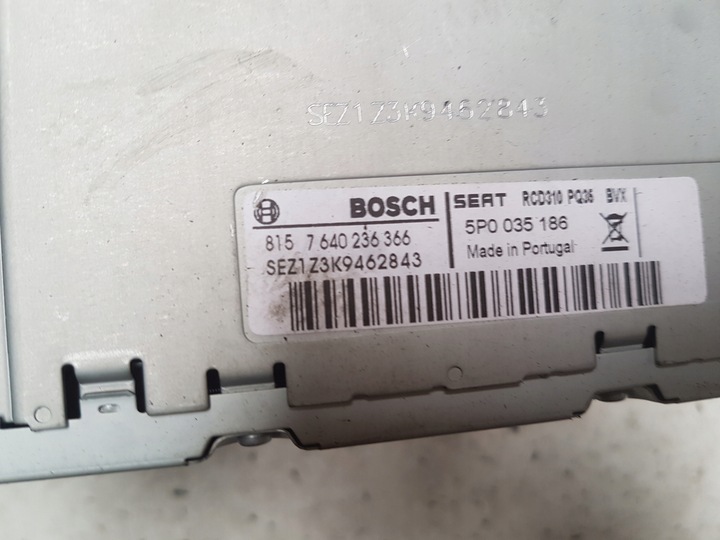 SEZ1Z3K9462843
BOSCH
815 7 640 236 366
SEZ1Z3K9462843
SEAT RCD310 PQ35 BVX
5P0 035 186
Made in Portugal